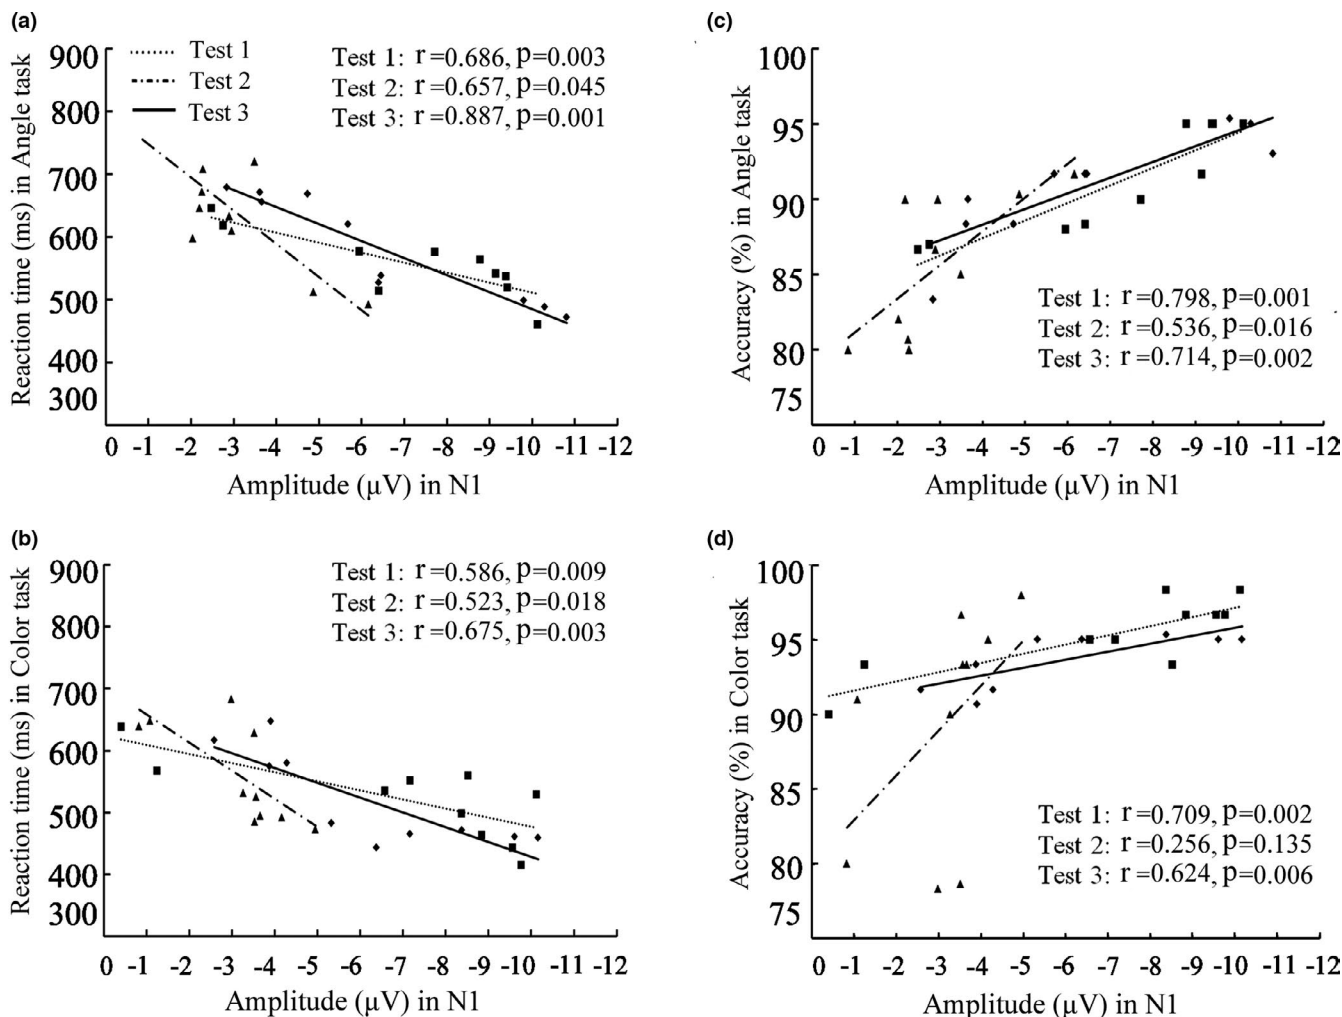 (a)
Reaction time (ms) in Angle task
900
800
700
600
500
400
300
Test 1
Test 2
Test 3
Test 1: r=0.686, p=0.003
Test 2: r=0.657, p=0.045
Test 3: r=0.887, p=0.001
0 -1 -2 -3 -4 -5 -6 -7 -8 -9 -10 -11 -12
Amplitude (µV) in N1
(c)
Accuracy (%) in Angle task
100
95
90
85
80
75
Test 1: r=0.798, p=0.001
Test 2: r=0.536, p=0.016
Test 3: r=0.714, p=0.002
0 -1 -2 -3 -4 -5 -6 -7 -8 -9 -10 -11 -12
Amplitude (µV) in N1
(b)
Reaction time (ms) in Color task
900
800
700
600
500
400
300
Test 1: r=0.586, p=0.009
Test 2: r=0.523, p=0.018
Test 3: r=0.675, p=0.003
0 -1 -2 -3 -4 -5 -6 -7 -8 -9 -10 -11 -12
Amplitude (µV) in N1
(d)
Accuracy (%) in Color task
100
95
90
85
80
75
Test 1: r=0.709, p=0.002
Test 2: r=0.256, p=0.135
Test 3: r=0.624, p=0.006
0 -1 -2 -3 -4 -5 -6 -7 -8 -9 -10 -11 -12
Amplitude (µV) in N1